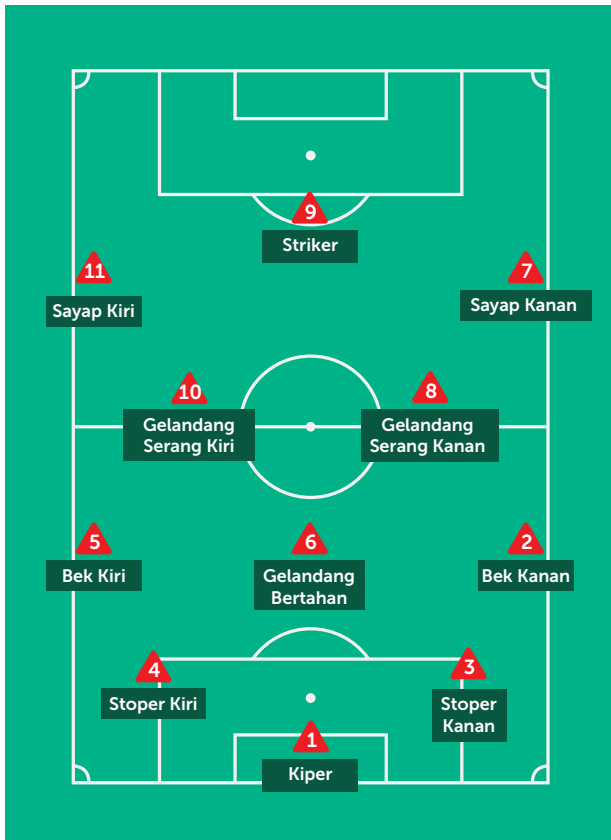 9
Striker
11
Sayap Kiri
7
Sayap Kanan
10
Gelandang
Serang Kiri
8
Gelandang
Serang Kanan
5
Bek Kiri
6
Gelandang
Bertahan
2
Bek Kanan
4
Stoper Kiri
3
Stoper
Kanan
1
Kiper